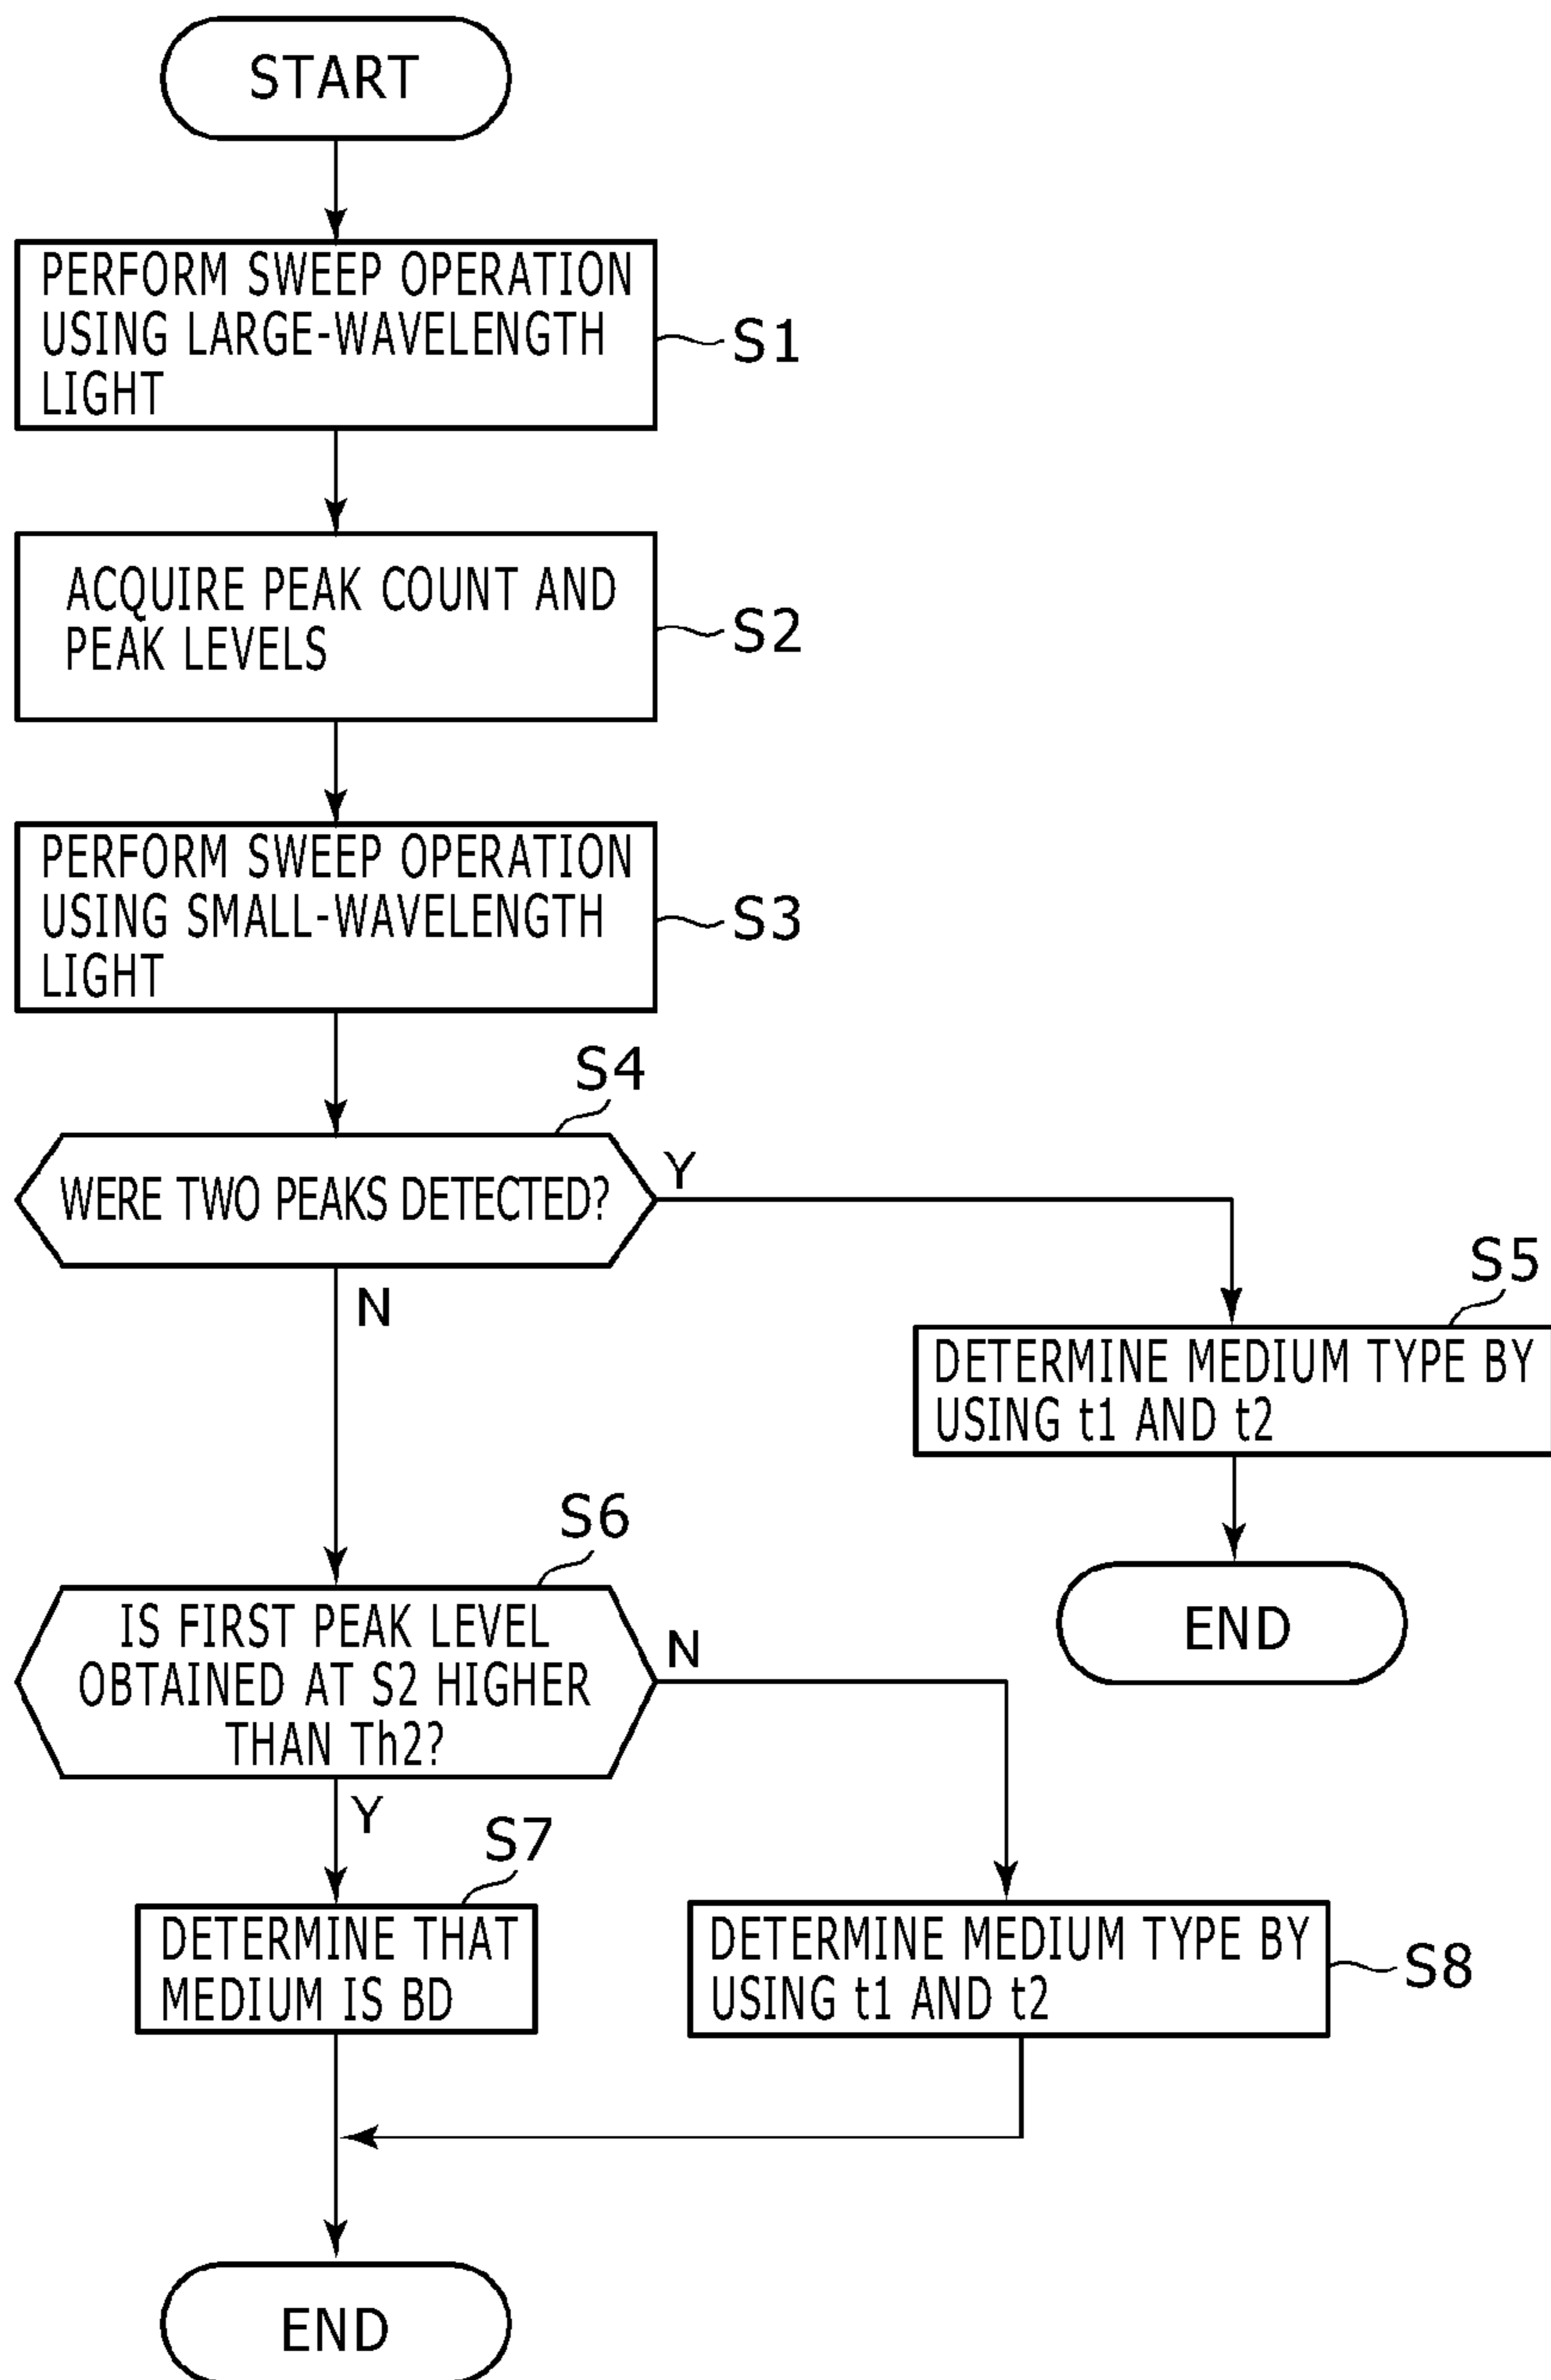 START
PERFORM SWEEP OPERATION
USING LARGE-WAVELENGTH
LIGHT
S1
ACQUIRE PEAK COUNT AND
PEAK LEVELS
S2
PERFORM SWEEP OPERATION
USING SMALL-WAVELENGTH
LIGHT
S3
S4
WERE TWO PEAKS DETECTED?
Y
N
S5
DETERMINE MEDIUM TYPE BY
USING t1 AND t2
END
S6
IS FIRST PEAK LEVEL
OBTAINED AT S2 HIGHER
THAN Th2?
N
Y
S7
DETERMINE THAT
MEDIUM IS BD
DETERMINE MEDIUM TYPE BY
USING t1 AND t2
S8
END